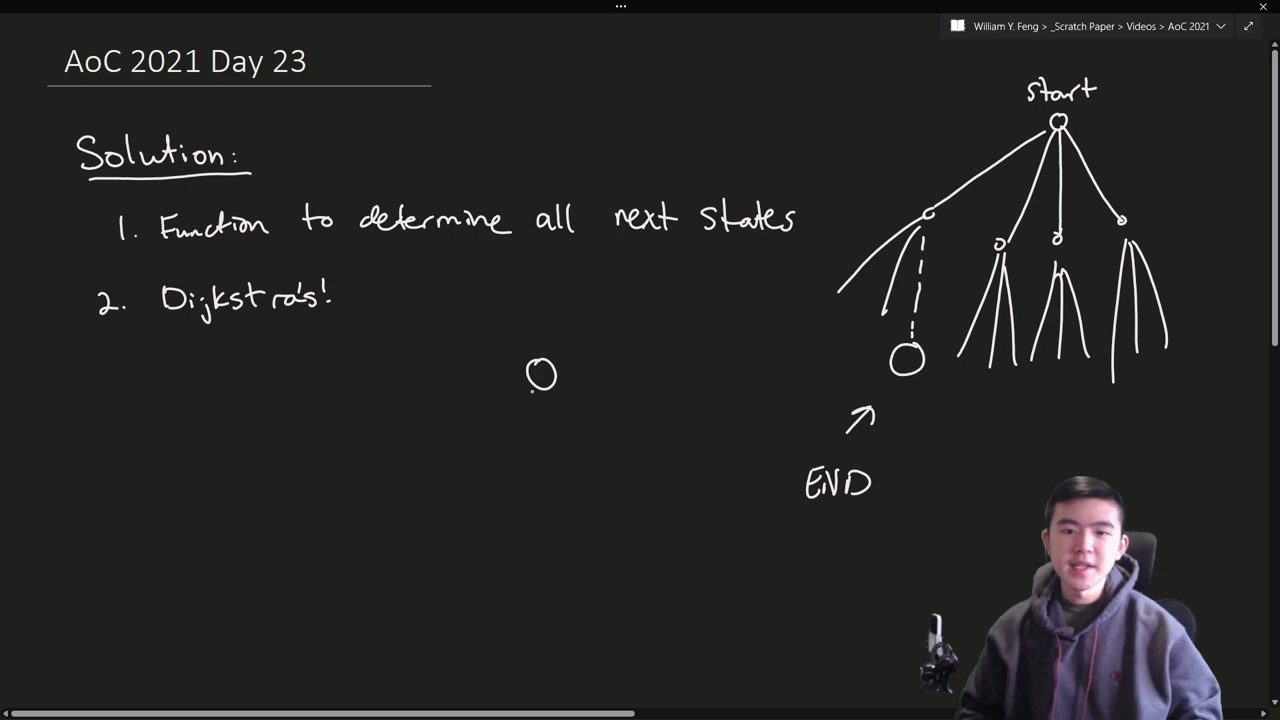 William Y. Feng > _Scratch Paper > Videos > AoC 2021
AoC 2021 Day 23
start
Solution:
1. Function to determine all next states
2. Dijkstra's!
END